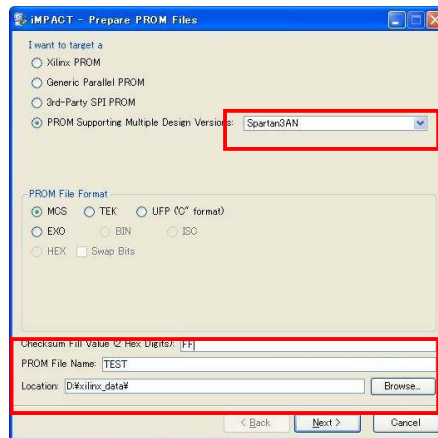 iMPACT - Prepare PROM Files
I want to target a
Xilinx PROM
Generic Parallel PROM
3rd-Party SPI PROM
PROM Supporting Multiple Design Versions: Spartan3AN
PROM File Format
MCS TEK UFP ("C" format)
EXO BIN ISC
HEX Swap Bits
Checksum Fill Value (2 Hex Digits): FF
PROM File Name: TEST
Location: D:¥xilinx_data¥ Browse...
< Back Next > Cancel